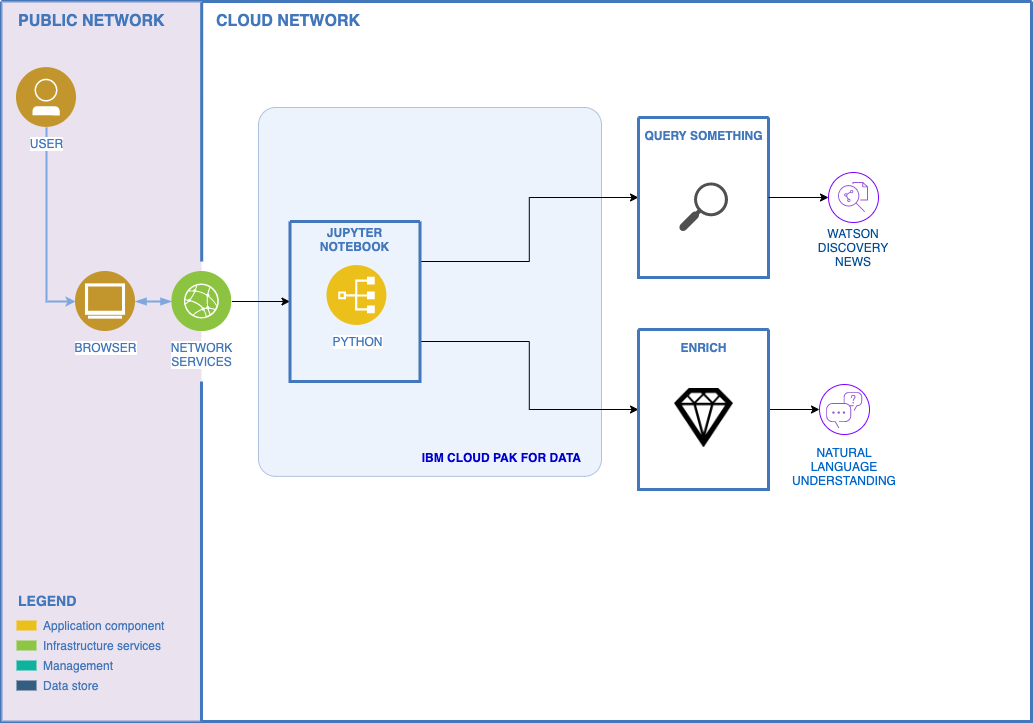 PUBLIC NETWORK
CLOUD NETWORK
USER
BROWSER
NETWORK
SERVICES
JUPYTER
NOTEBOOK
PYTHON
IBM CLOUD PAK FOR DATA
QUERY SOMETHING
WATSON
DISCOVERY
NEWS
ENRICH
?
NATURAL
LANGUAGE
UNDERSTANDING
LEGEND
Application component
Infrastructure services
Management
Data store